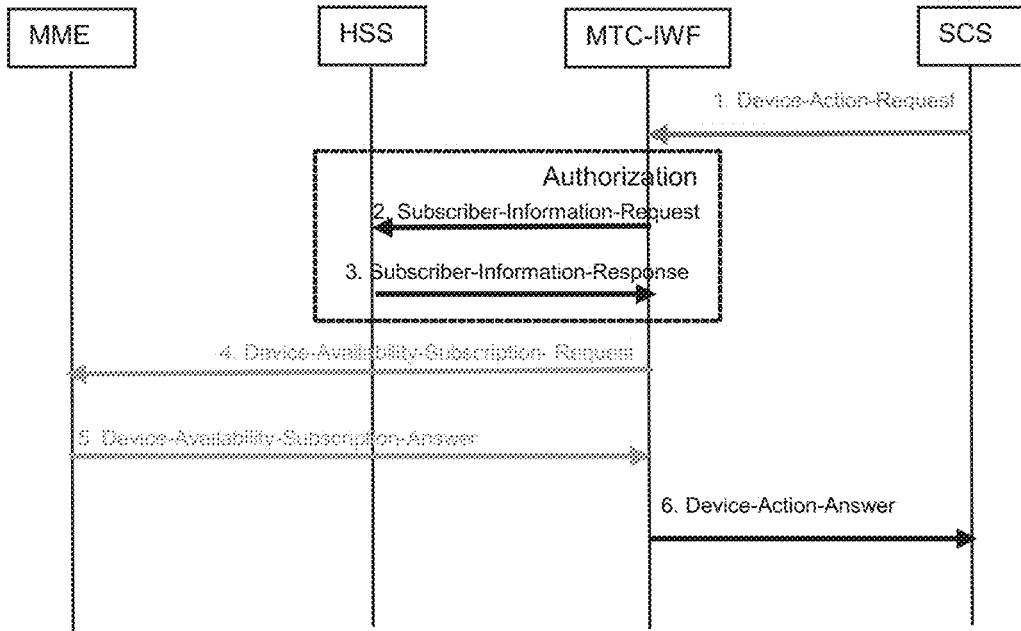 MME
HSS
MTC-IWF
SCS
1. Device-Action-Request
Authorization
2. Subscriber-Information-Request
3. Subscriber-Information-Response
4. Device-Availability-Subscription- Request
5. Device-Availability-Subscription-Answer
6. Device-Action-Answer